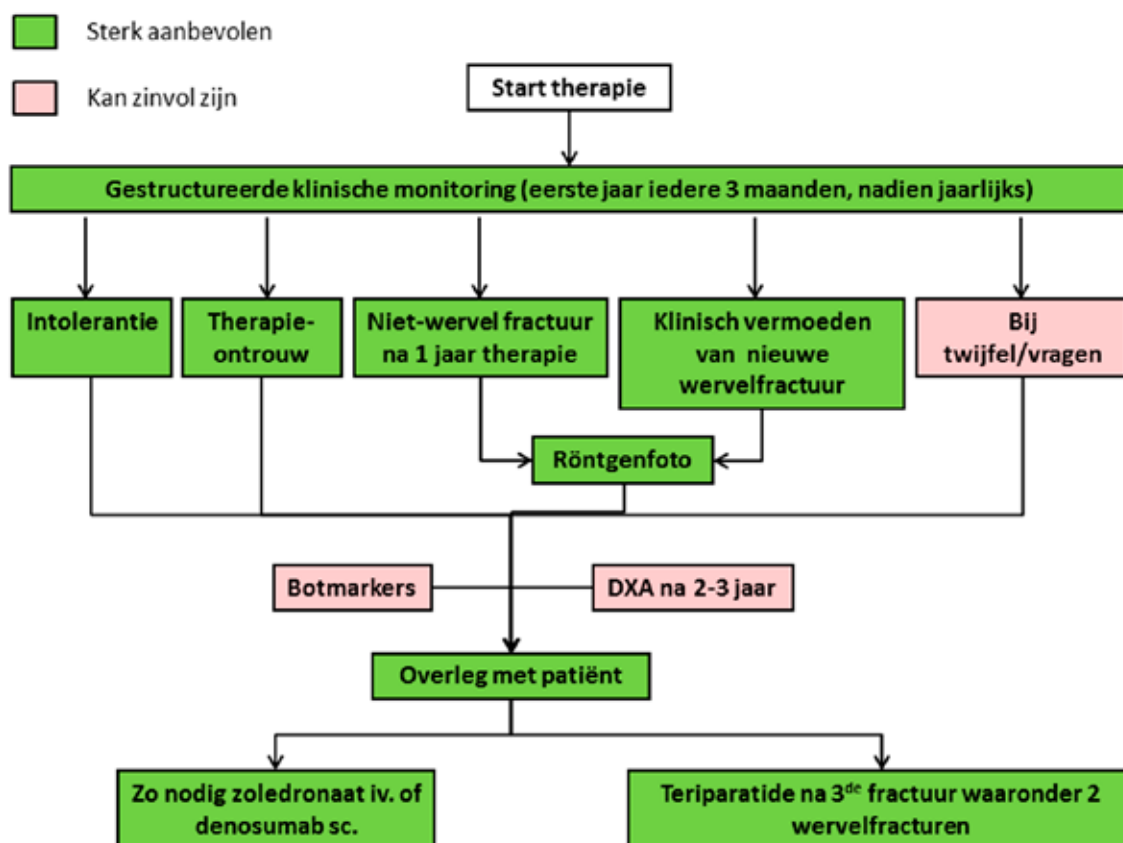 Sterk aanbevolen
Kan zinvol zijn
Start therapie
Gestructureerde klinische monitoring (eerste jaar iedere 3 maanden, nadien jaarlijks)
Intolerantie
Therapie-
ontrouw
Niet-wervel fractuur
na 1 jaar therapie
Klinisch vermoeden
van nieuwe
wervelfractuur
Bij
twijfel/vragen
Röntgenfoto
Botmarkers
DXA na 2-3 jaar
Overleg met patiënt
Zo nodig zoledronaat iv. of
denosumab sc.
Teriparatide na 3de fractuur waaronder 2
wervelfracturen